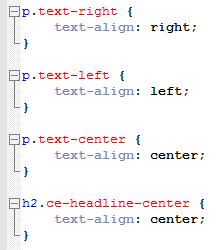 p.text-right {
    text-align: right;
}

p.text-left {
    text-align: left;
}

p.text-center {
    text-align: center;
}

h2.ce-headline-center {
    text-align: center;
}